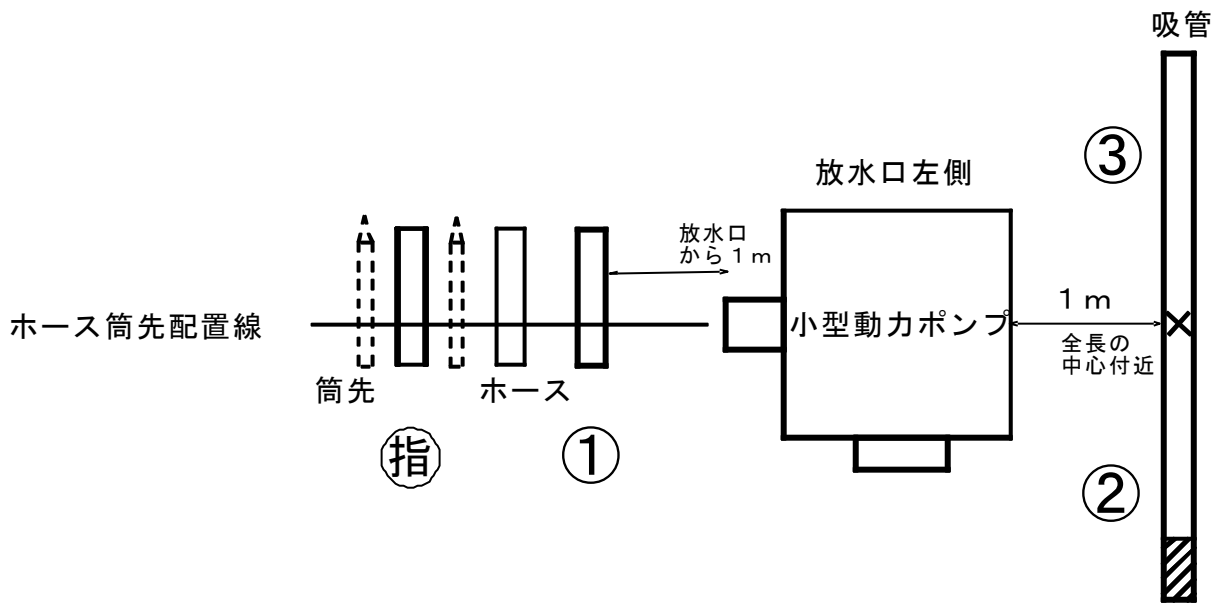 吸管
③
放水口左側
放水口
から１ｍ
１ｍ
ホース筒先配置線
小型動力ポンプ
全長の
中心付近
筒先
ホース
指
①
②